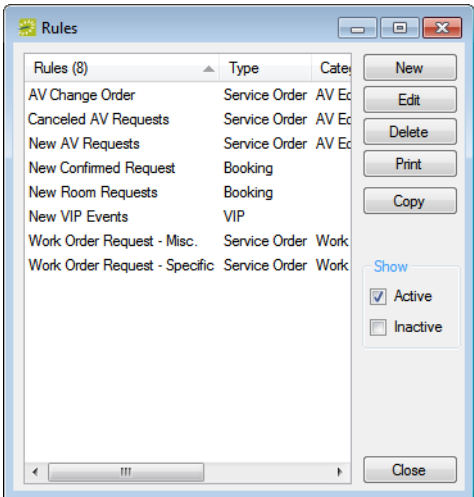 Rules
Rules (8) Type Categ
AV Change Order Service Order AV Ec
Canceled AV Requests Service Order AV Ec
New AV Requests Service Order AV Ec
New Confirmed Request Booking
New Room Requests Booking
New VIP Events VIP
Work Order Request - Misc. Service Order Work
Work Order Request - Specific Service Order Work
New
Edit
Delete
Print
Copy
Show
Active
Inactive
Close